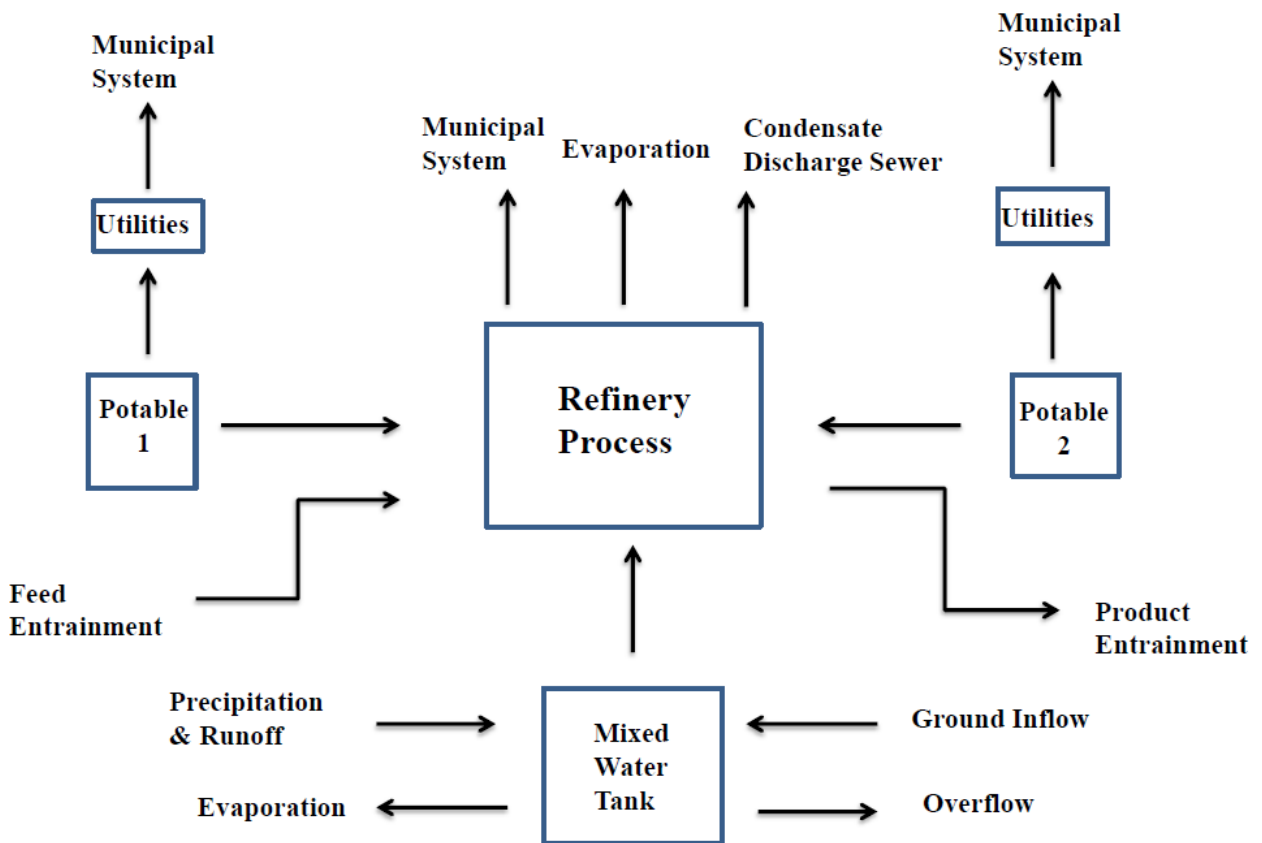 Municipal
System
Municipal
System
Municipal
System
Evaporation
Condensate
Discharge Sewer
Utilities
Utilities
Potable
1
Refinery
Process
Potable
2
Feed
Entrainment
Product
Entrainment
Precipitation
& Runoff
Mixed
Water
Tank
Ground Inflow
Evaporation
Overflow